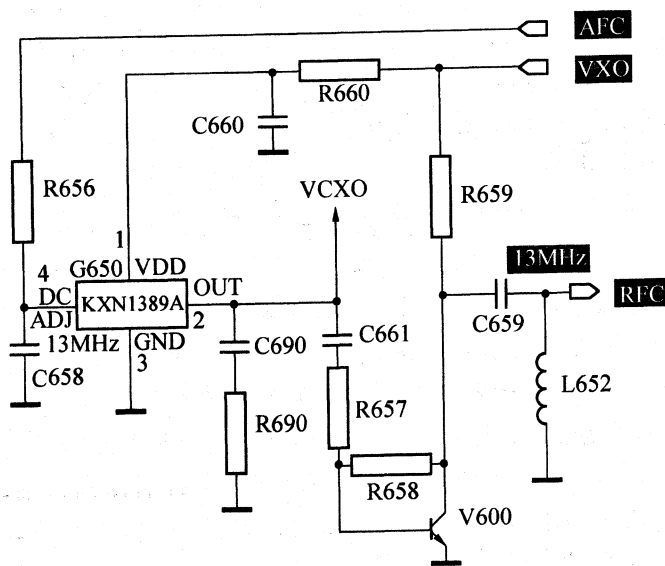 AFC
VXO
R660
C660
R656
R659
VCXO
1
4
G650
VDD
13MHz
DC
KXN1389A
OUT
RFC
ADJ
2
C659
13MHz
GND
C690
C661
3
C658
L652
R657
R690
R658
V600